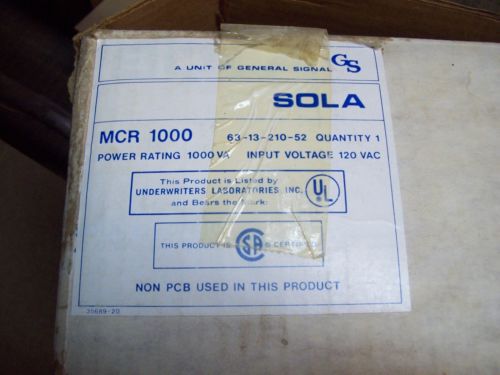 GS
A UNIT OF GENERAL SIGNAL
SOLA
MCR 1000 63-13-210-52 QUANTITY 1
POWER RATING 1000 VA INPUT VOLTAGE 120 VAC
This Product is Listed by
UNDERWRITERS LABORATORIES, INC.
and Bears the Mark:
UL
THIS PRODUCT IS CSA CERTIFIED
NON PCB USED IN THIS PRODUCT
35689-20